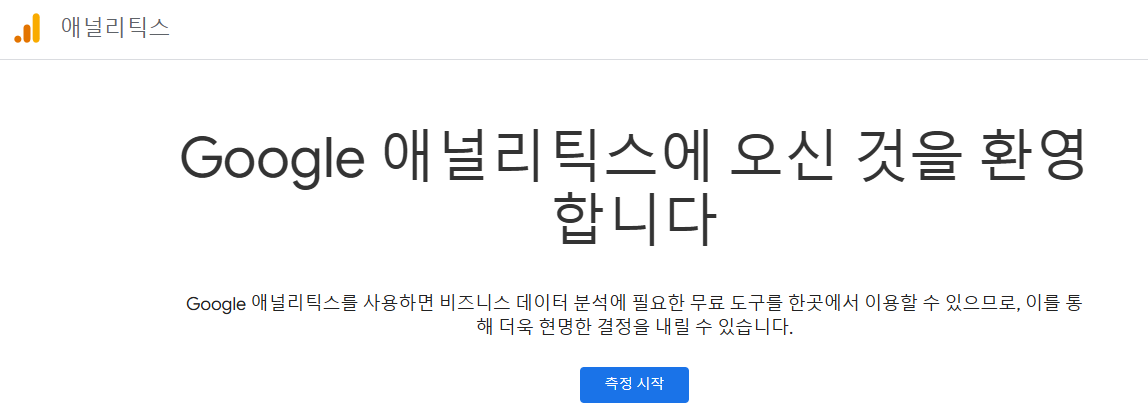 애널리틱스
Google 애널리틱스에 오신 것을 환영
합니다
Google 애널리틱스를 사용하면 비즈니스 데이터 분석에 필요한 무료 도구를 한곳에서 이용할 수 있으므로, 이를 통
해 더욱 현명한 결정을 내릴 수 있습니다.
측정 시작